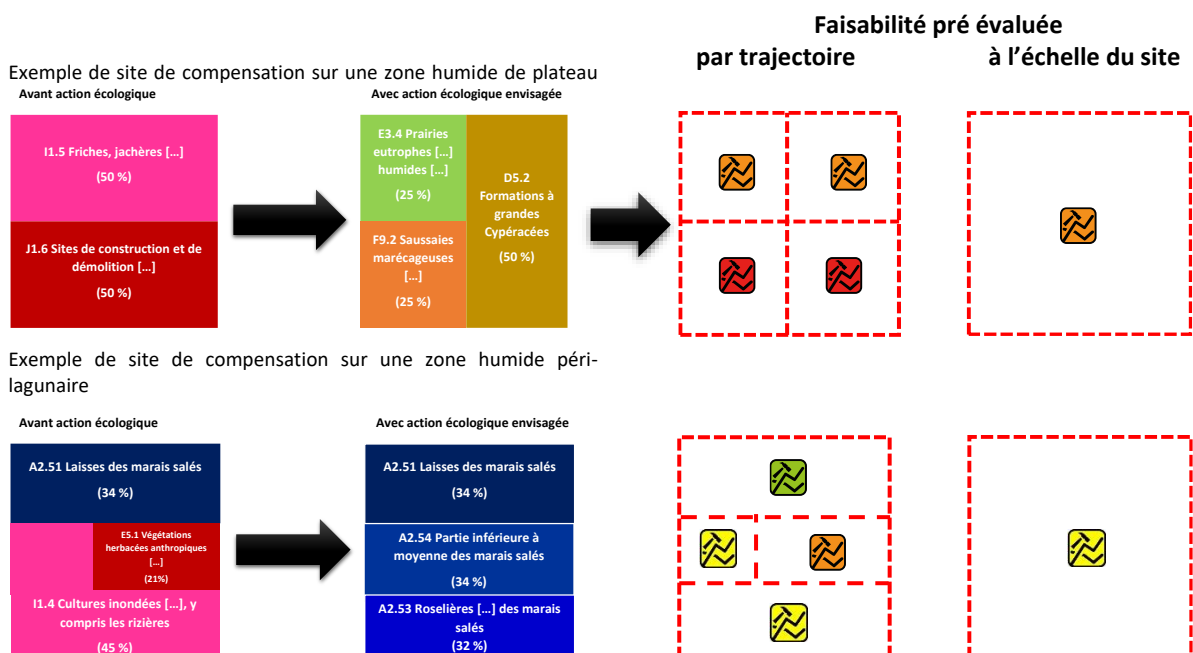 Faisabilité pré évaluée
par trajectoire
à l’échelle du site
Exemple de site de compensation sur une zone humide de plateau
Avant action écologique
Avec action écologique envisagée
I1.5 Friches, jachères […]
(50 %)
J1.6 Sites de construction et de
démolition […]
(50 %)
E3.4 Prairies
eutrophes […]
humides […]
(25 %)
F9.2 Saussaies
marécageuses
[…]
(25 %)
D5.2
Formations à
grandes
Cypéracées
(50 %)
Exemple de site de compensation sur une zone humide péri-
lagunaire
Avant action écologique
Avec action écologique envisagée
A2.51 Laisses des marais salés
(34 %)
E5.1 Végétations
herbacées anthropiques
[…]
(21%)
I1.4 Cultures inondées […], y
compris les rizières
(45 %)
A2.51 Laisses des marais salés
(34 %)
A2.54 Partie inférieure à
moyenne des marais salés
(34 %)
A2.53 Roselières […] des marais
salés
(32 %)